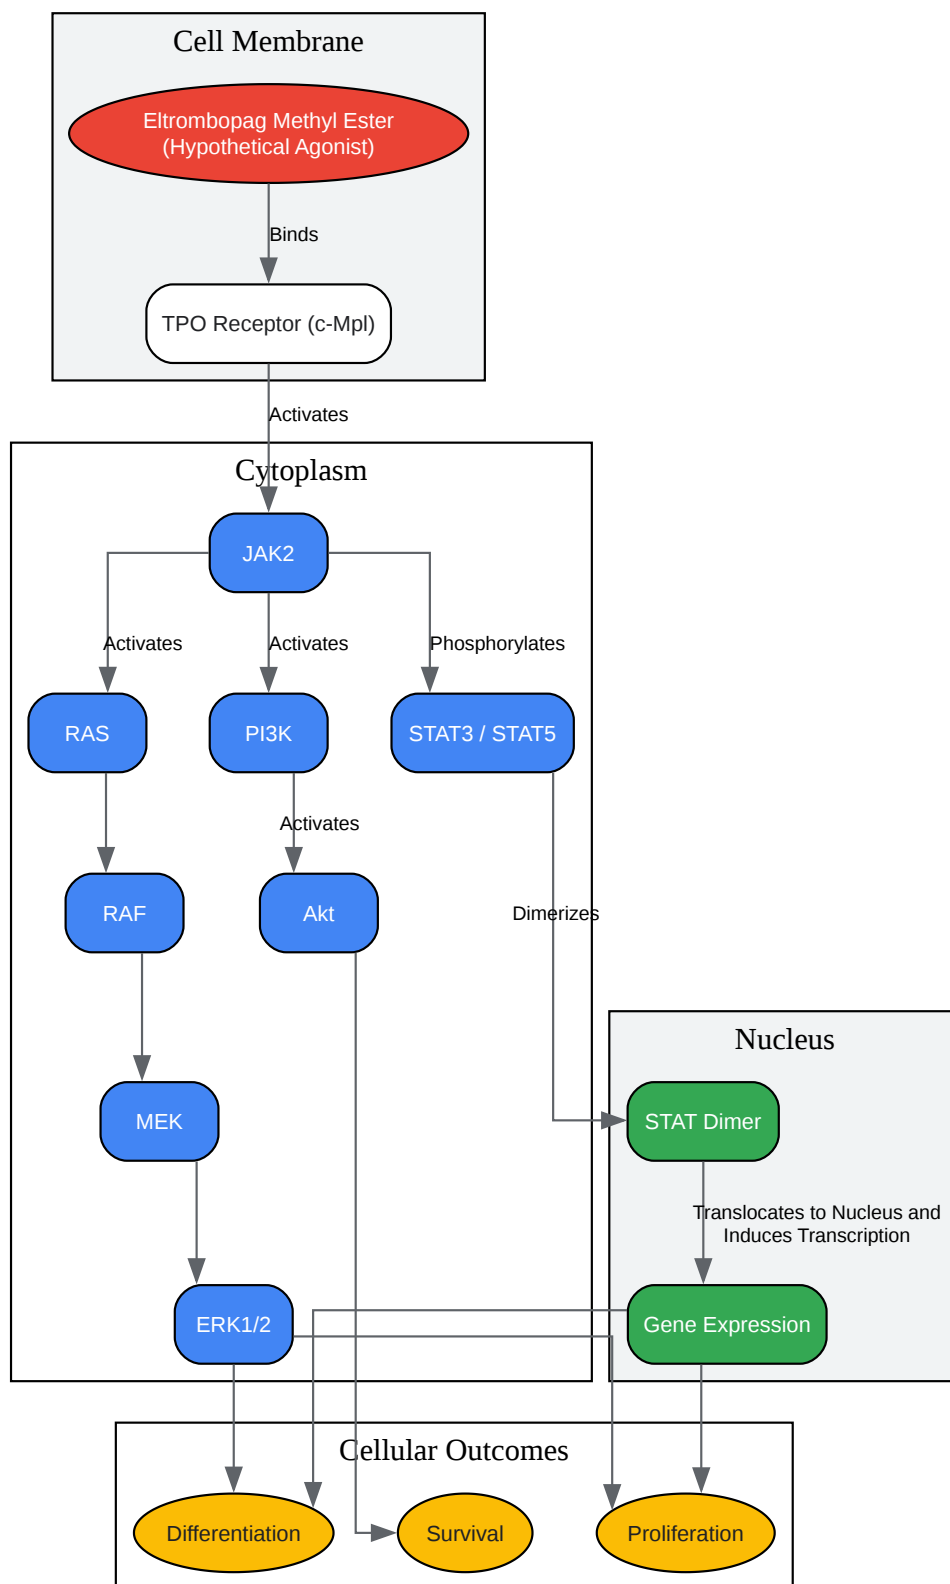 Cell Membrane
Eltrombopag Methyl Ester
(Hypothetical Agonist)
Binds
TPO Receptor (c-Mpl)
Activates
Cytoplasm
JAK2
Activates
Activates
Phosphorylates
RAS
PI3K
STAT3 / STAT5
Activates
RAF
Akt
Dimerizes
Nucleus
MEK
STAT Dimer
Translocates to Nucleus and
Induces Transcription
ERK1/2
Gene Expression
Cellular Outcomes
Differentiation
Survival
Proliferation